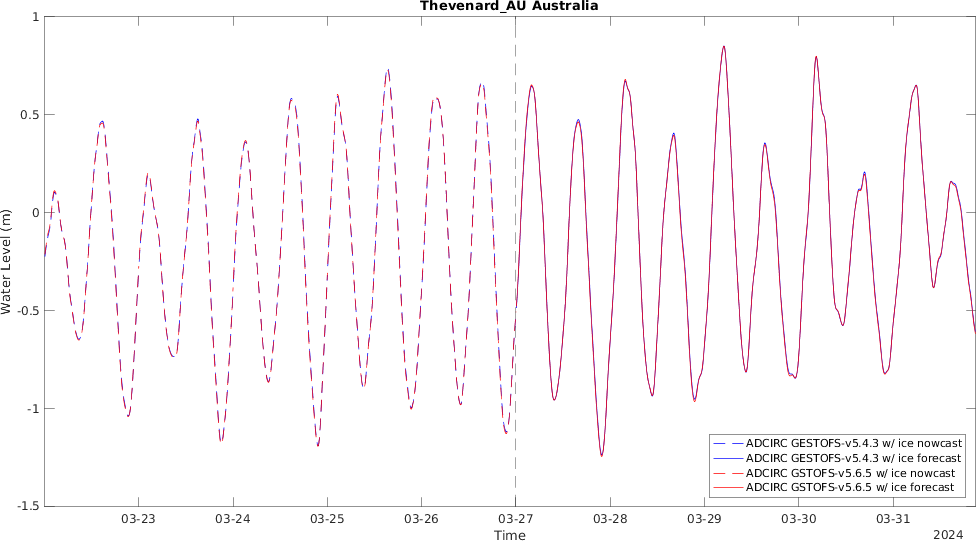 Thevenard_AU Australia
1
0.5
0
-0.5
-1
-1.5
Water Level (m)
ADCIRC GESTOFS-v5.4.3 w/ ice nowcast
ADCIRC GESTOFS-v5.4.3 w/ ice forecast
ADCIRC GSTOFS-v5.6.5 w/ ice nowcast
ADCIRC GSTOFS-v5.6.5 w/ ice forecast
03-23 03-24 03-25 03-26 03-27 03-28 03-29 03-30 03-31
Time
2024